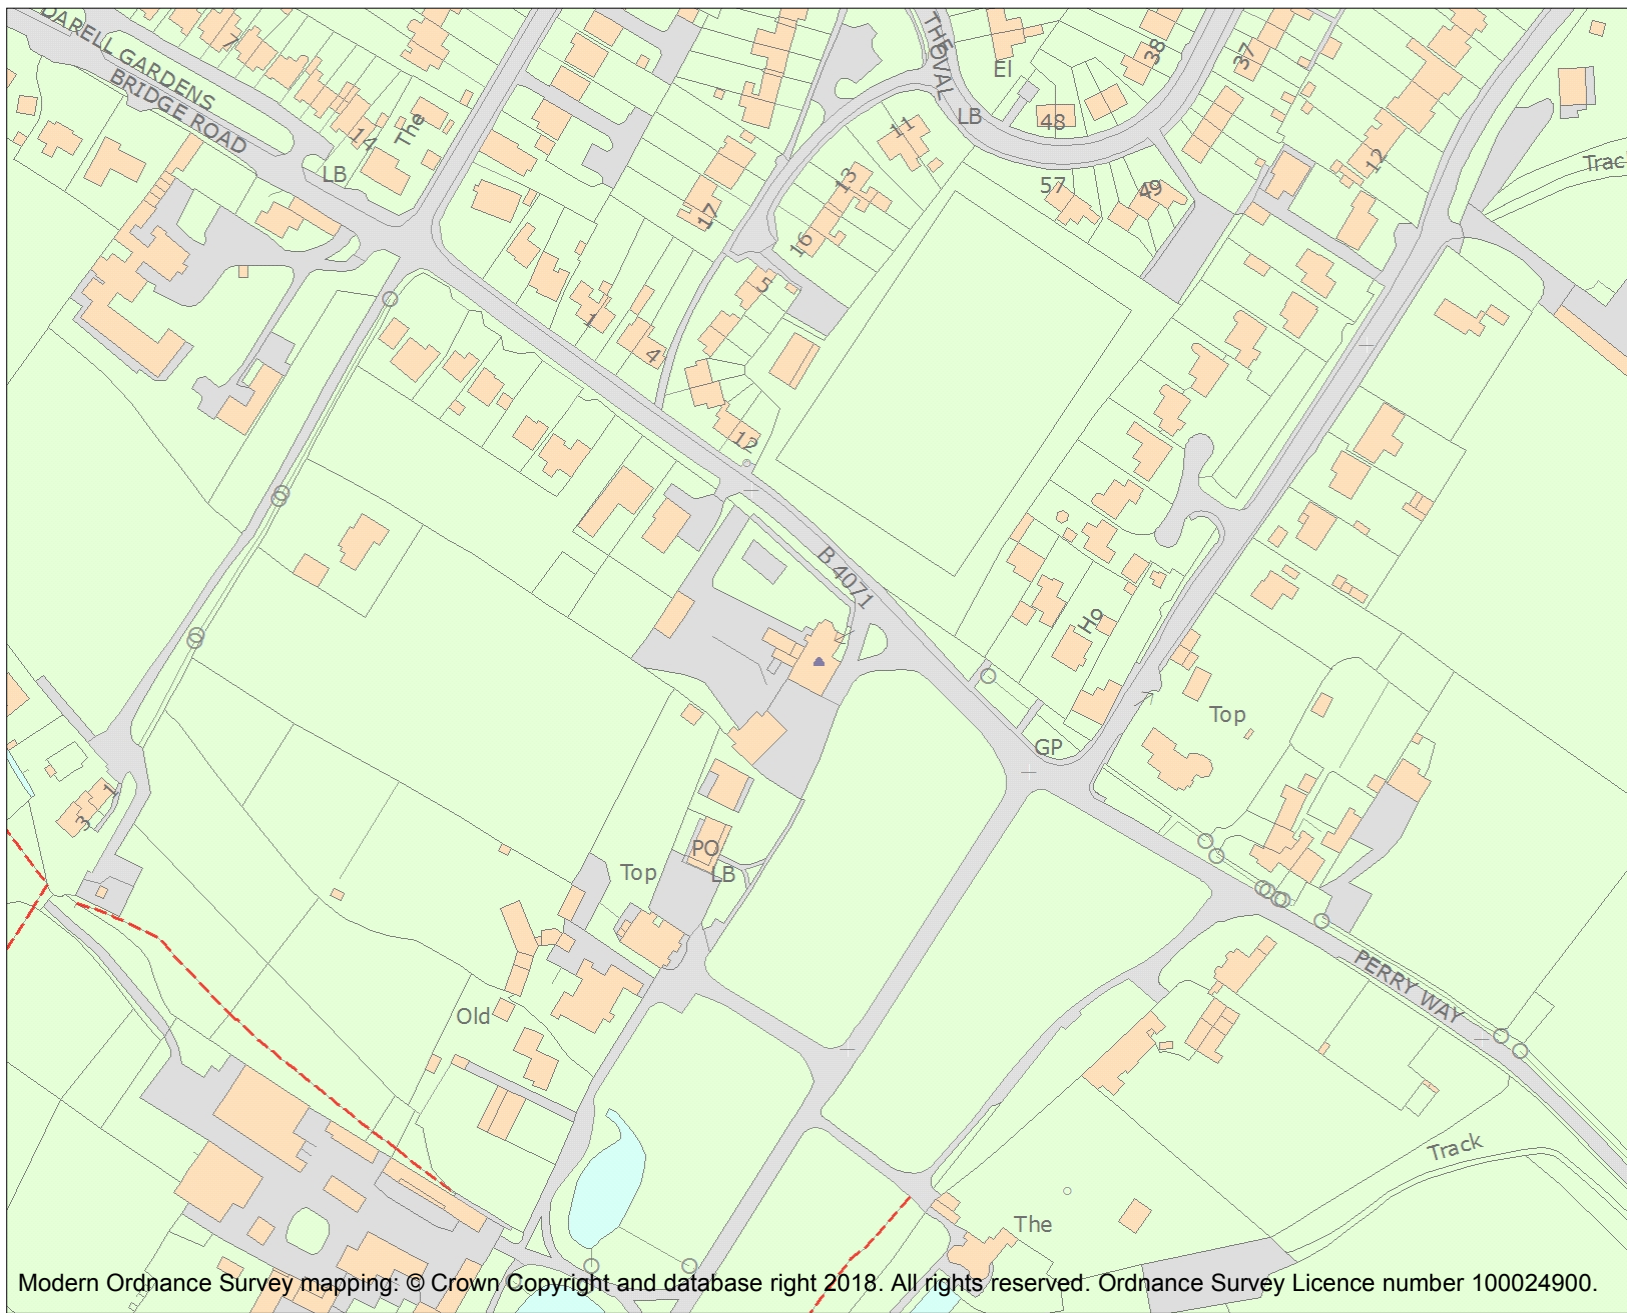 DARELL GARDENS
BRIDGE ROAD
7
14
The
LB
THE OVAL
El
38
37
LB
48
57
49
11
13
16
17
5
1
4
12
12
Trac
B 4071
Ho
GP
Top
PO
LB
Top
Old
1
3
PERRY WAY
Track
The
Modern Ordnance Survey mapping: © Crown Copyright and database right 2018. All rights reserved. Ordnance Survey Licence number 100024900.